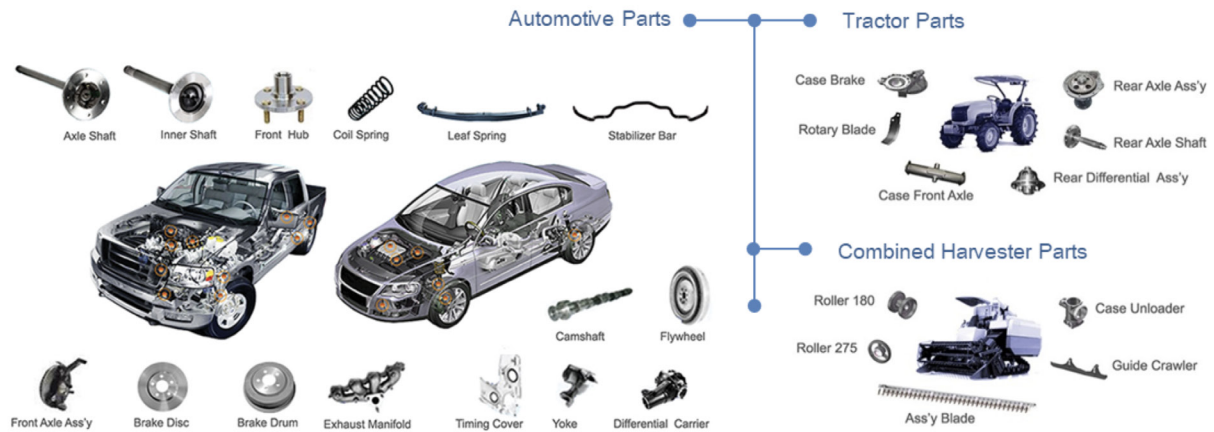 Automotive Parts
Tractor Parts
Axle Shaft
Inner Shaft
Front Hub
Coil Spring
Leaf Spring
Stabilizer Bar
Case Brake
Rear Axle Ass'y
Rotary Blade
Rear Axle Shaft
Case Front Axle
Rear Differential Ass'y
Combined Harvester Parts
Camshaft
Flywheel
Roller 180
Case Unloader
Roller 275
Guide Crawler
Ass'y Blade
Front Axle Ass'y
Brake Disc
Brake Drum
Exhaust Manifold
Timing Cover
Yoke
Differential Carrier